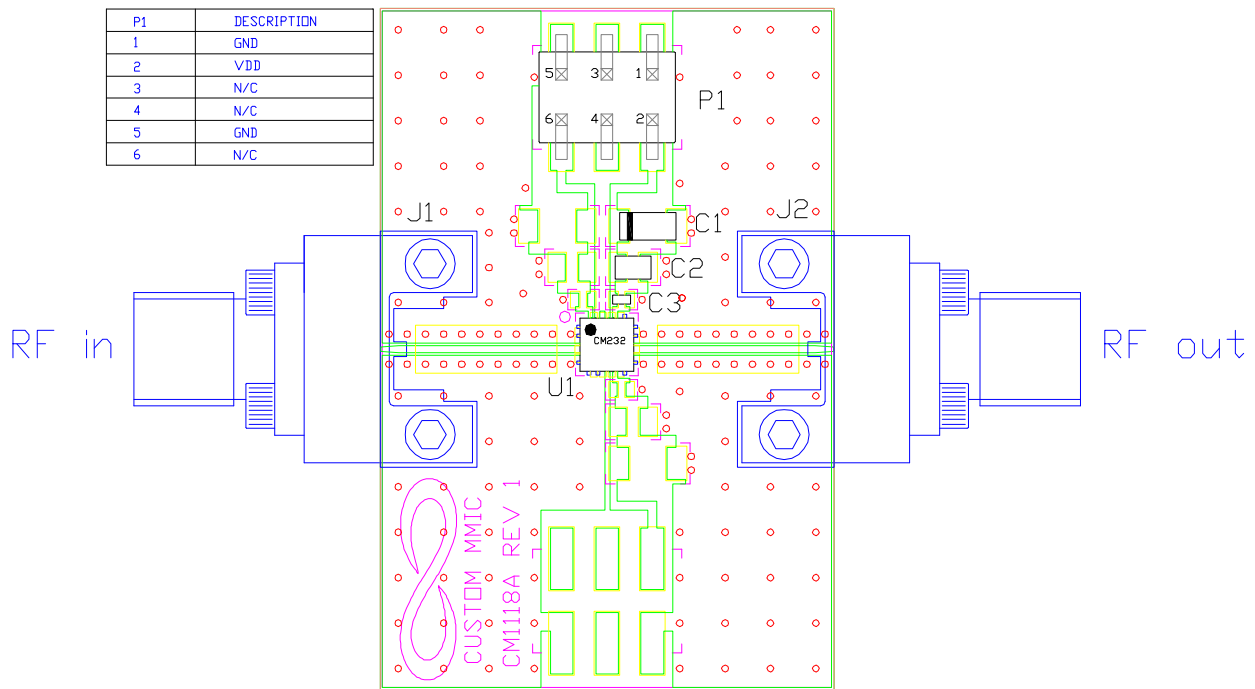 P1 DESCRIPTION
1 GND
2 VDD
3 N/C
4 N/C
5 GND
6 N/C
5 3 1
6 4 2
P1
J1
J2
C1
C2
C3
CM232
U1
RF in
RF out
CUSTOM MMIC
CM1118A REV 1